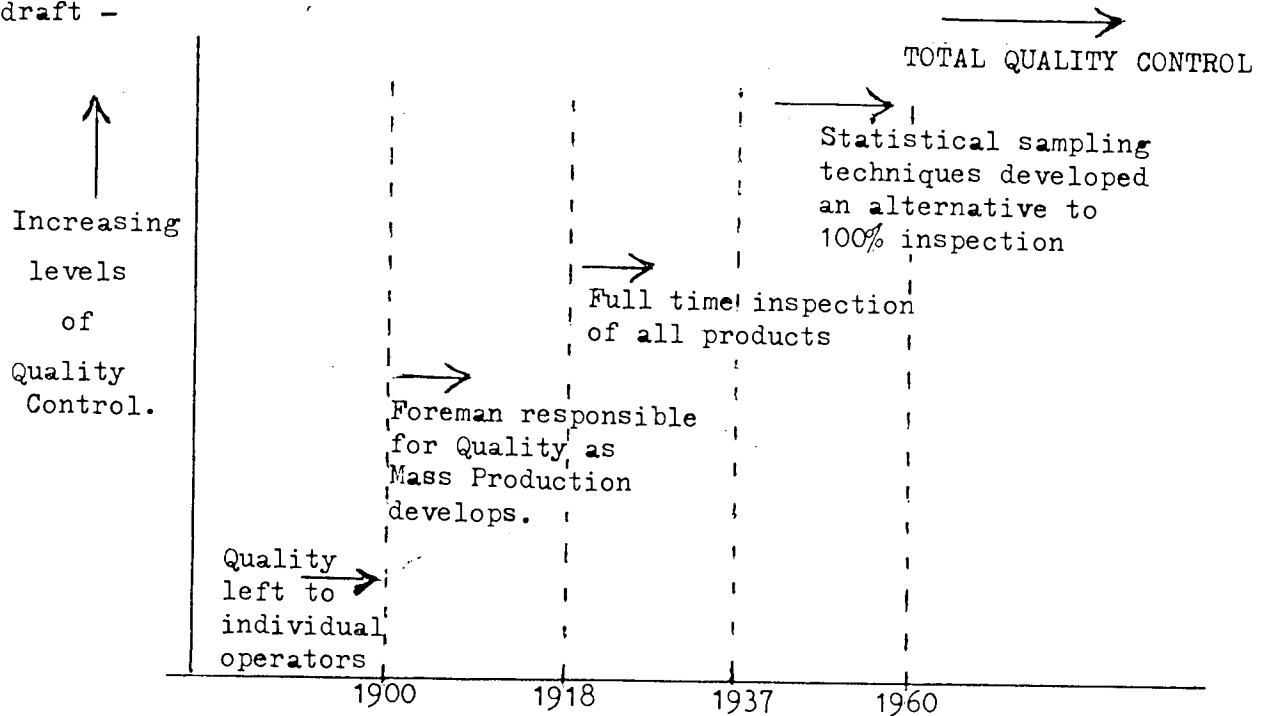 draft -
TOTAL QUALITY CONTROL
Statistical sampling
techniques developed
an alternative to
100% inspection
Increasing
levels
of
Quality
Control.
Full time inspection
of all products
Foreman responsible
for Quality as
Mass Production
develops.
Quality
left to
individual
operators
1900
1918
1937
1960